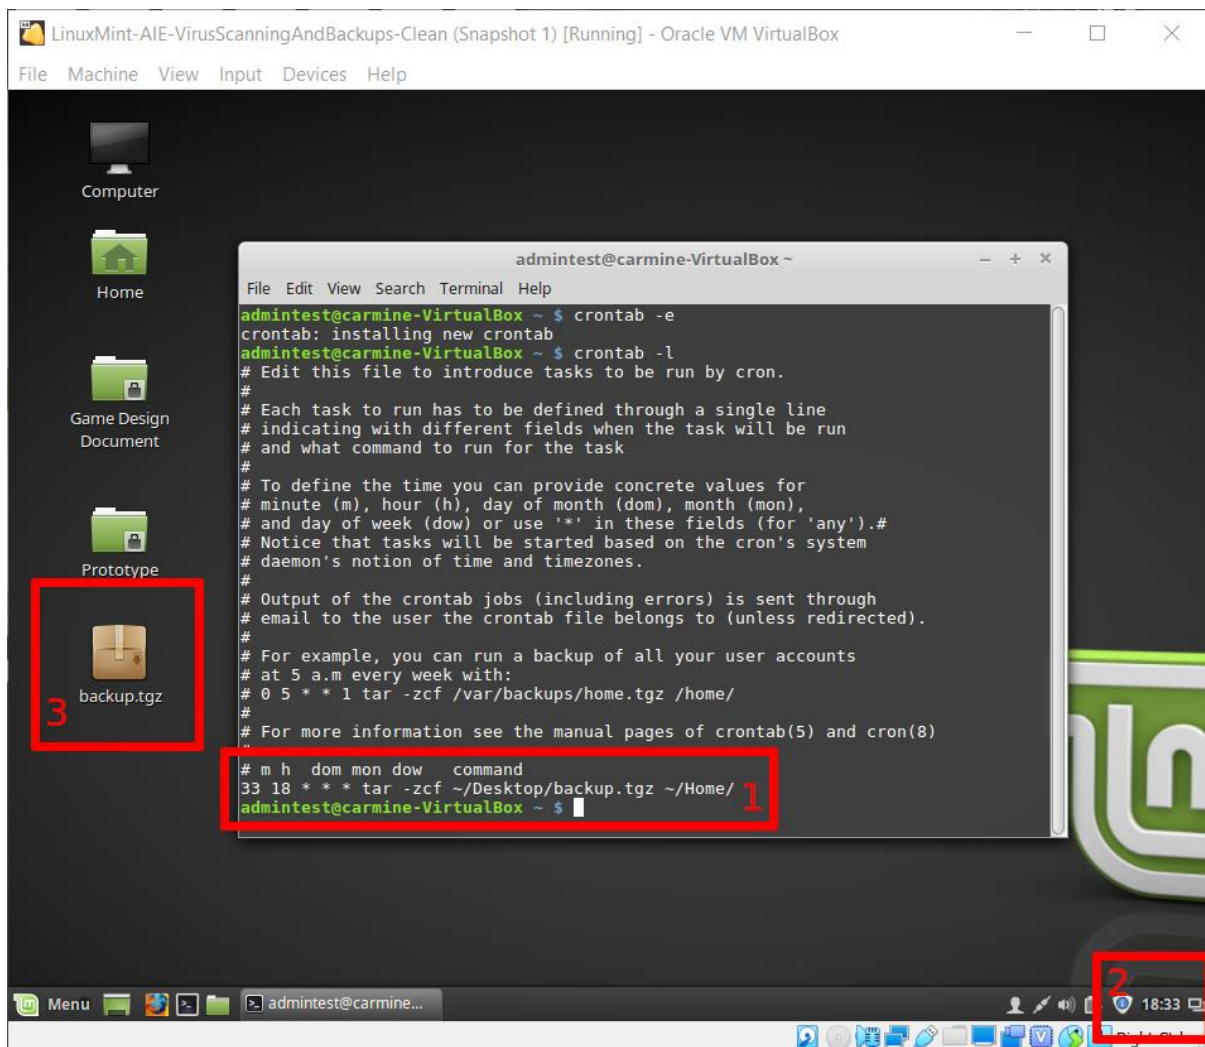 LinuxMint-AIE-VirusScanningAndBackups-Clean (Snapshot 1) [Running] - Oracle VM VirtualBox
File Machine View Input Devices Help
Computer
Home
Game Design
Document
Prototype
backup.tgz
3
admintest@carmine-VirtualBox ~
File Edit View Search Terminal Help
admintest@carmine-VirtualBox ~ $ crontab -e
crontab: installing new crontab
admintest@carmine-VirtualBox ~ $ crontab -l
# Edit this file to introduce tasks to be run by cron.
#
# Each task to run has to be defined through a single line
# indicating with different fields when the task will be run
# and what command to run for the task
#
# To define the time you can provide concrete values for
# minute (m), hour (h), day of month (dom), month (mon),
# and day of week (dow) or use '*' in these fields (for 'any').#
# Notice that tasks will be started based on the cron's system
# daemon's notion of time and timezones.
#
# Output of the crontab jobs (including errors) is sent through
# email to the user the crontab file belongs to (unless redirected).
#
# For example, you can run a backup of all your user accounts
# at 5 a.m every week with:
# 0 5 * * 1 tar -zcf /var/backups/home.tgz /home/
#
# For more information see the manual pages of crontab(5) and cron(8)
#
# m h  dom mon dow   command
33 18 * * * tar -zcf ~/Desktop/backup.tgz ~/Home/
admintest@carmine-VirtualBox ~ $
1
2
Menu
admintest@carmine...
18:33